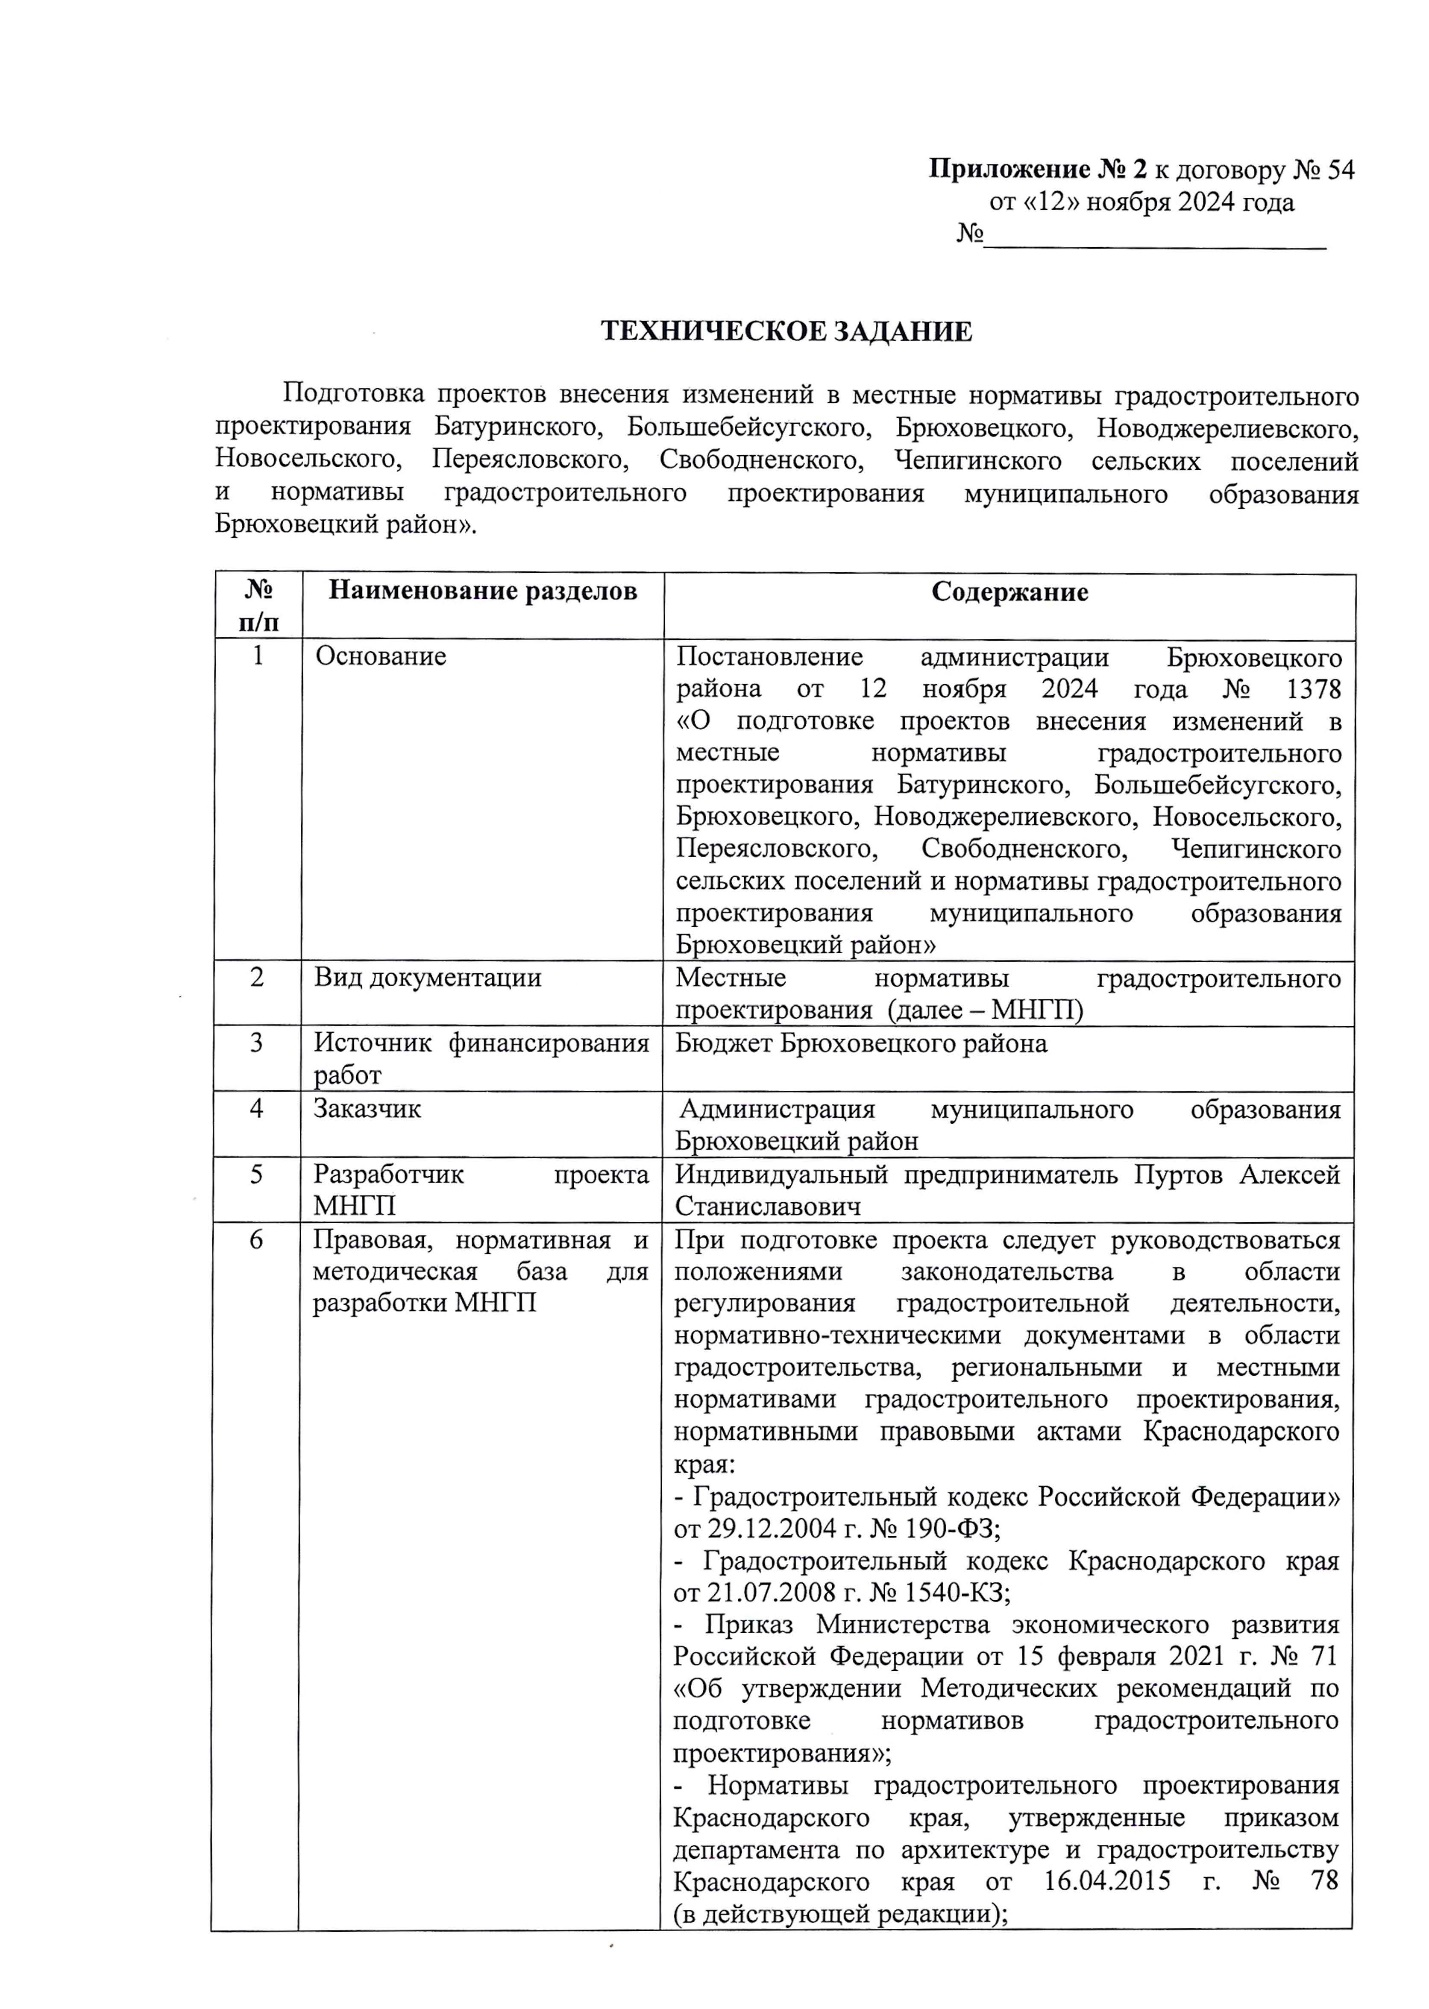 Приложение № 2 к договору № 54
от «12» ноября 2024 года
№
ТЕХНИЧЕСКОЕ ЗАДАНИЕ
Подготовка проектов внесения изменений в местные нормативы градостроительного
проектирования Батуринского, Большебейсугского, Брюховецкого, Новоджерелиевского,
Новосельского, Переясловского, Свободненского, Чепигинского сельских поселений
и нормативы градостроительного проектирования муниципального образования
Брюховецкий район».
№
п/п
Наименование разделов
Содержание
1
Основание
Постановление администрации Брюховецкого
района от 12 ноября 2024 года № 1378
«О подготовке проектов внесения изменений в
местные нормативы градостроительного
проектирования Батуринского, Большебейсугского,
Брюховецкого, Новоджерелиевского, Новосельского,
Переясловского, Свободненского, Чепигинского
сельских поселений и нормативы градостроительного
проектирования муниципального образования
Брюховецкий район»
2
Вид документации
Местные нормативы градостроительного
проектирования (далее – МНГП)
3
Источник финансирования
работ
Бюджет Брюховецкого района
4
Заказчик
Администрация муниципального образования
Брюховецкий район
5
Разработчик проекта
МНГП
Индивидуальный предприниматель Пуртов Алексей
Станиславович
6
Правовая, нормативная и
методическая база для
разработки МНГП
При подготовке проекта следует руководствоваться
положениями законодательства в области
регулирования градостроительной деятельности,
нормативно-техническими документами в области
градостроительства, региональными и местными
нормативами градостроительного проектирования,
нормативными правовыми актами Краснодарского
края:
- Градостроительный кодекс Российской Федерации»
от 29.12.2004 г. № 190-ФЗ;
- Градостроительный кодекс Краснодарского края
от 21.07.2008 г. № 1540-КЗ;
- Приказ Министерства экономического развития
Российской Федерации от 15 февраля 2021 г. № 71
«Об утверждении Методических рекомендаций по
подготовке нормативов градостроительного
проектирования»;
- Нормативы градостроительного проектирования
Краснодарского края, утвержденные приказом
департамента по архитектуре и градостроительству
Краснодарского края от 16.04.2015 г. № 78
(в действующей редакции);